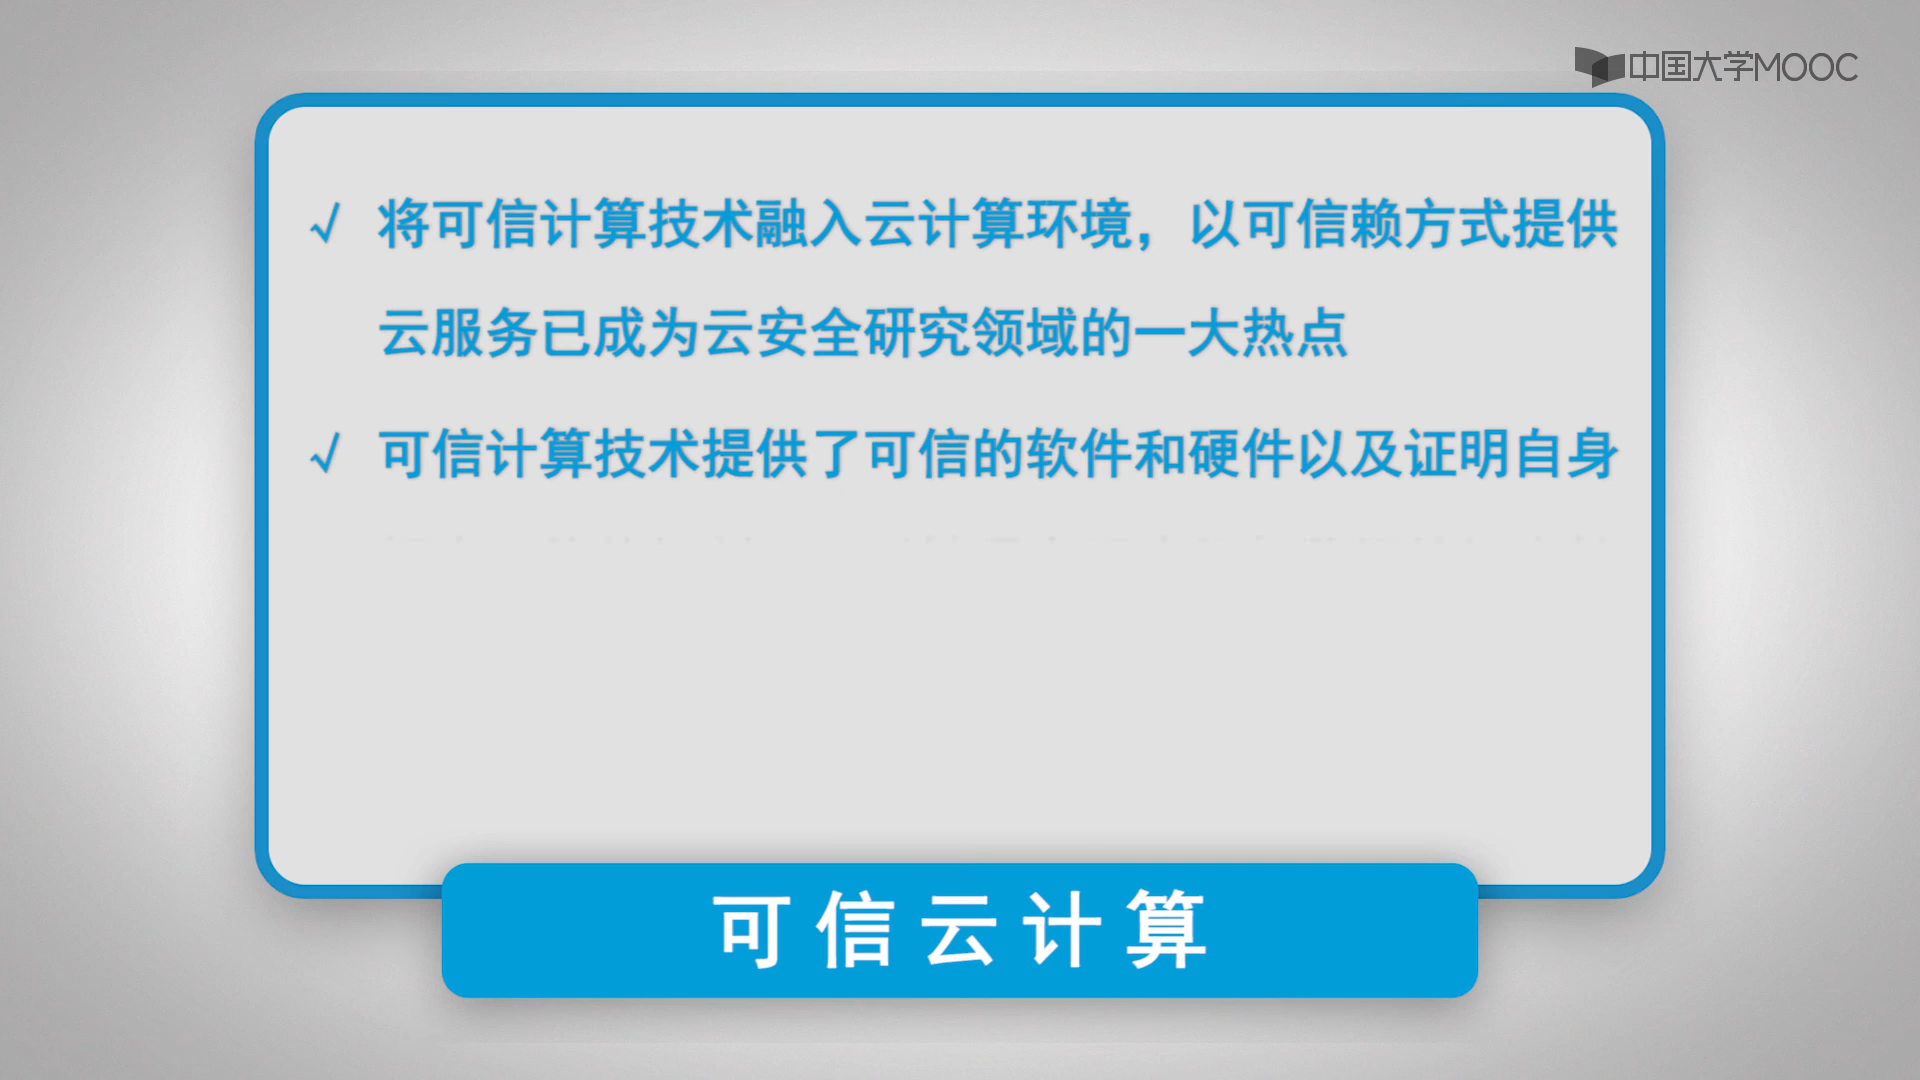 中国大学MOOC
√ 将可信计算技术融入云计算环境，以可信赖方式提供
云服务已成为云安全研究领域的一大热点
√ 可信计算技术提供了可信的软件和硬件以及证明自身
可信云计算